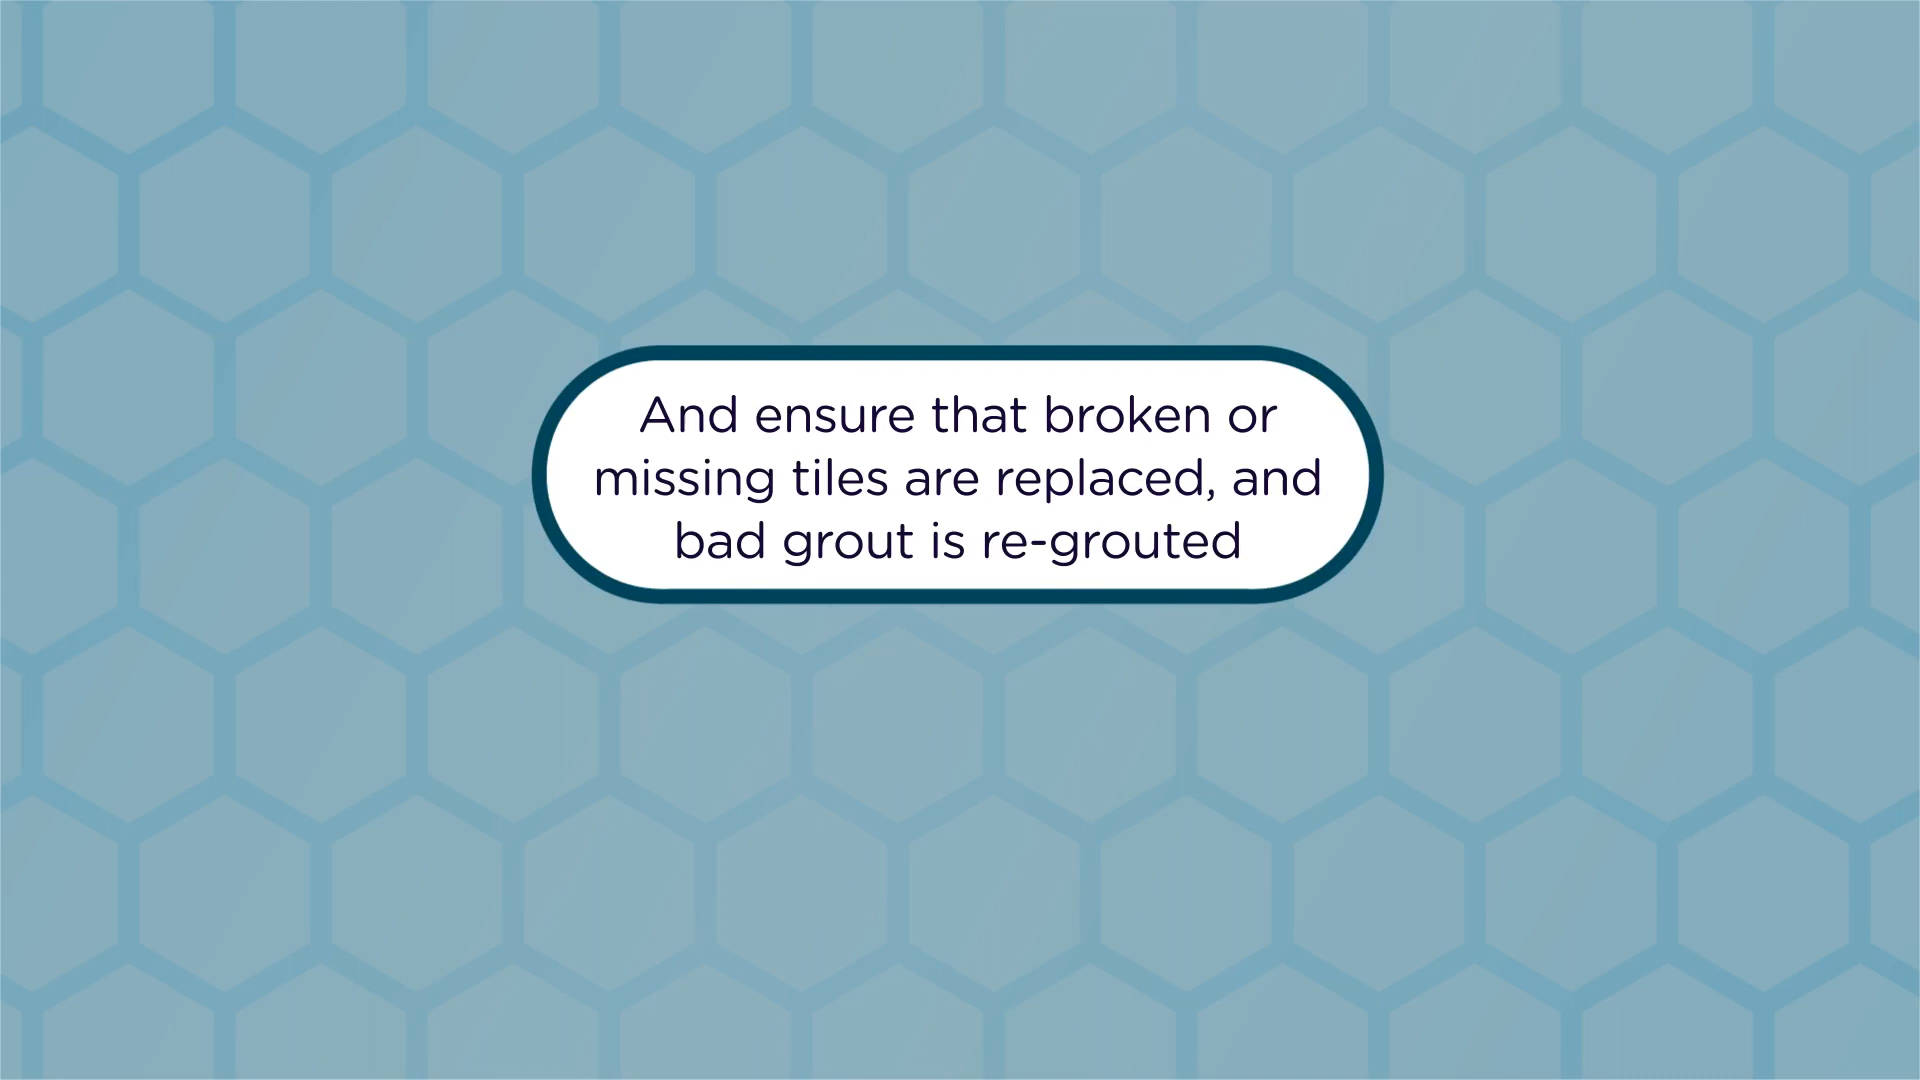 And ensure that broken or
missing tiles are replaced, and
bad grout is re-grouted